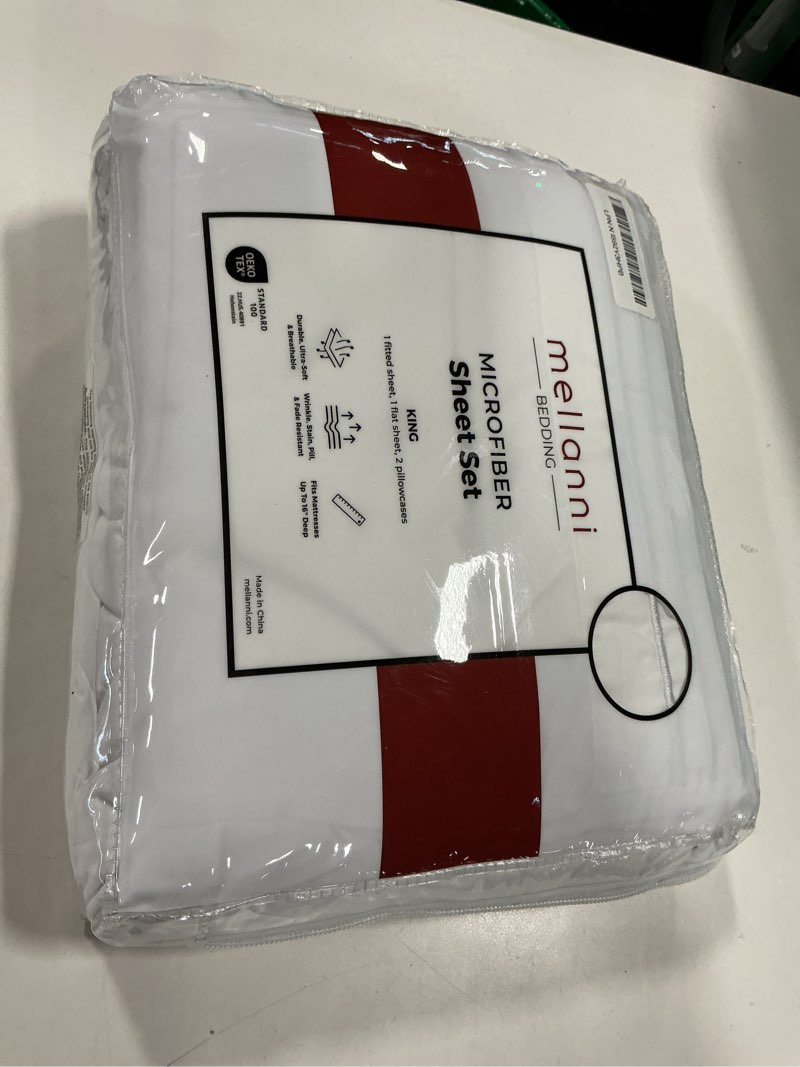 mellanni
BEDDING
MICROFIBER
Sheet Set
KING
1 fitted sheet, 1 flat sheet, 2 pillowcases
Durable, Ultra-Soft
& Breathable
Wrinkle, Stain, Pill,
& Fade Resistant
Fits Mattresses
Up To 16" Deep
OEKO
TEX®
STANDARD
100
Hohenstein
Made in China
mellanni.com